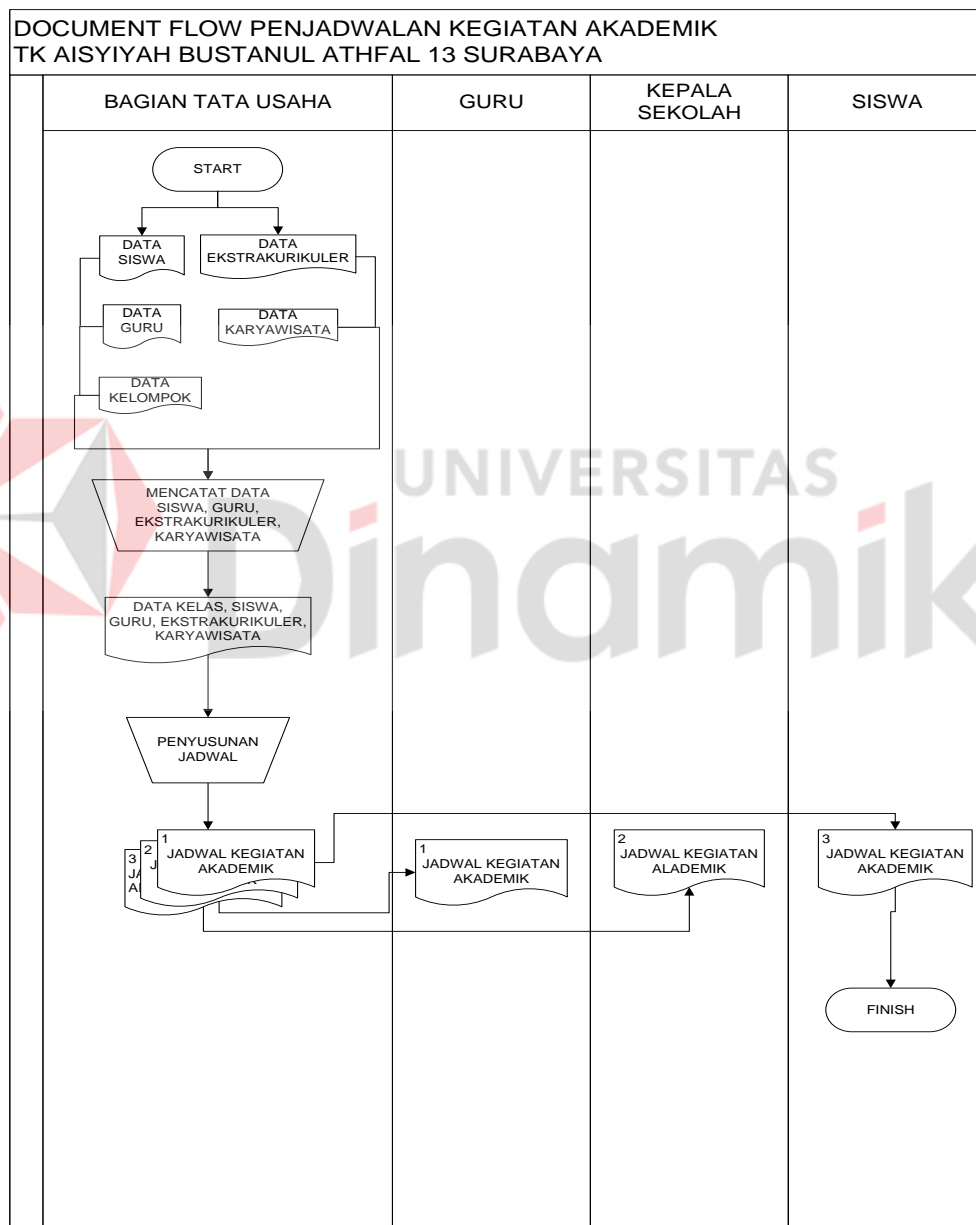 DOCUMENT FLOW PENJADWALAN KEGIATAN AKADEMIK
TK AISYIYAH BUSTANUL ATHFAL 13 SURABAYA
BAGIAN TATA USAHA
GURU
KEPALA
SEKOLAH
SISWA
START
DATA
SISWA
DATA
EKSTRAKURIKULER
DATA
GURU
DATA
KARYAWISATA
DATA
KELOMPOK
UNIVERSITAS
Dinamik
MENCATAT DATA
SISWA, GURU,
EKSTRAKURIKULER,
KARYAWISATA
DATA KELAS, SISWA,
GURU, EKSTRAKURIKULER,
KARYAWISATA
PENYUSUNAN
JADWAL
1
JADWAL KEGIATAN
AKADEMIK
2
J
3
JA
A
1
JADWAL KEGIATAN
AKADEMIK
2
JADWAL KEGIATAN
ALADEMIK
3
JADWAL KEGIATAN
AKADEMIK
FINISH